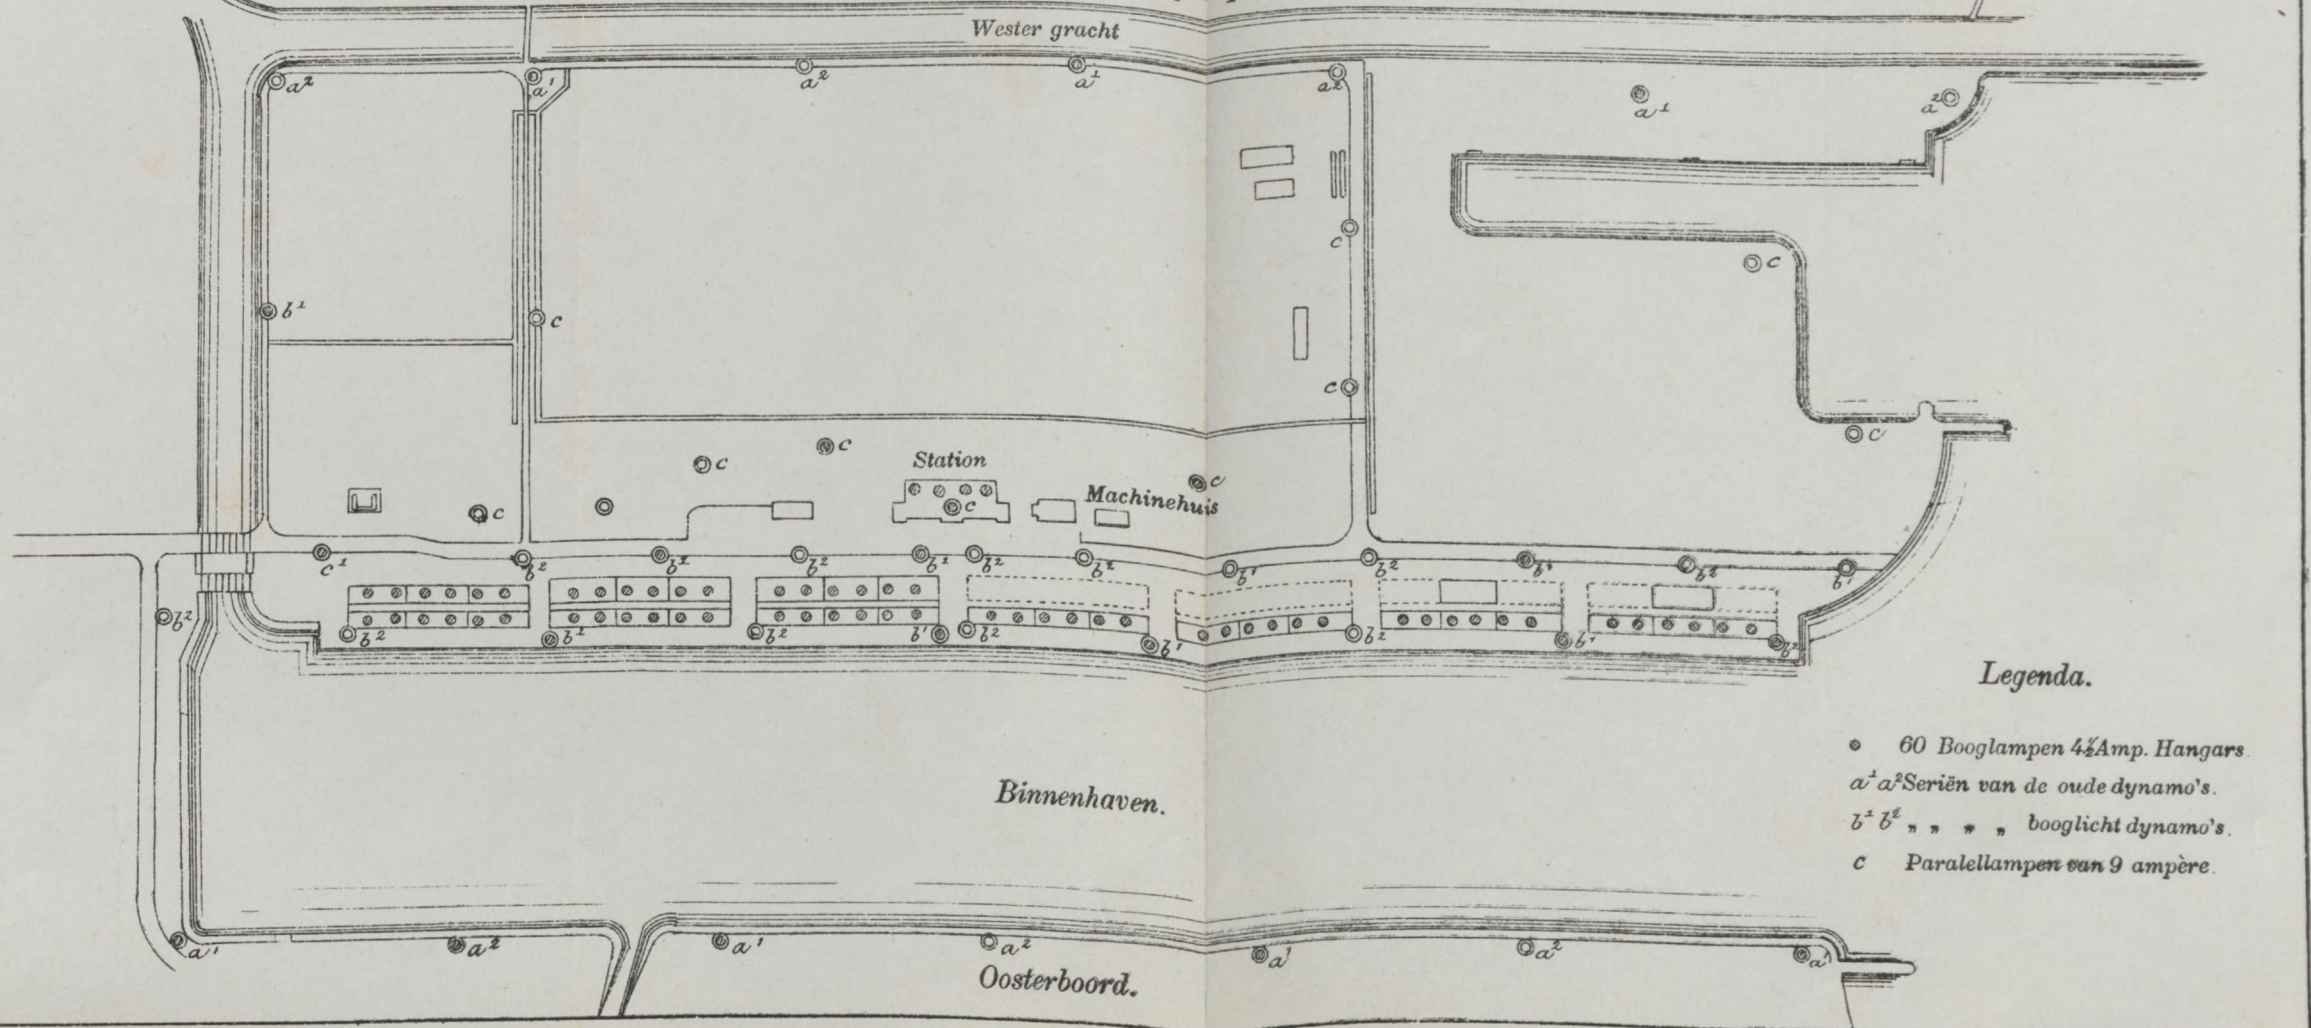 Wester gracht
a² a¹ a² a¹ a² a¹ a²
c
c
b¹ c
c
c
c c
Station
c
Machinehuis
c c
c¹ b² b¹ b² b¹ b² b² b¹ b² b¹ b² b¹
b² b² b¹ b² b¹ b² b¹ b² b¹ b²
Legenda.
60 Booglampen 4½ Amp. Hangars.
a¹ a² Seriën van de oude dynamo's.
b¹ b² „ „ „ „ booglicht dynamo's.
c Paralellampen van 9 ampère.
Binnenhaven.
a¹ a² a¹ a² a¹ a² a¹
Oosterboord.